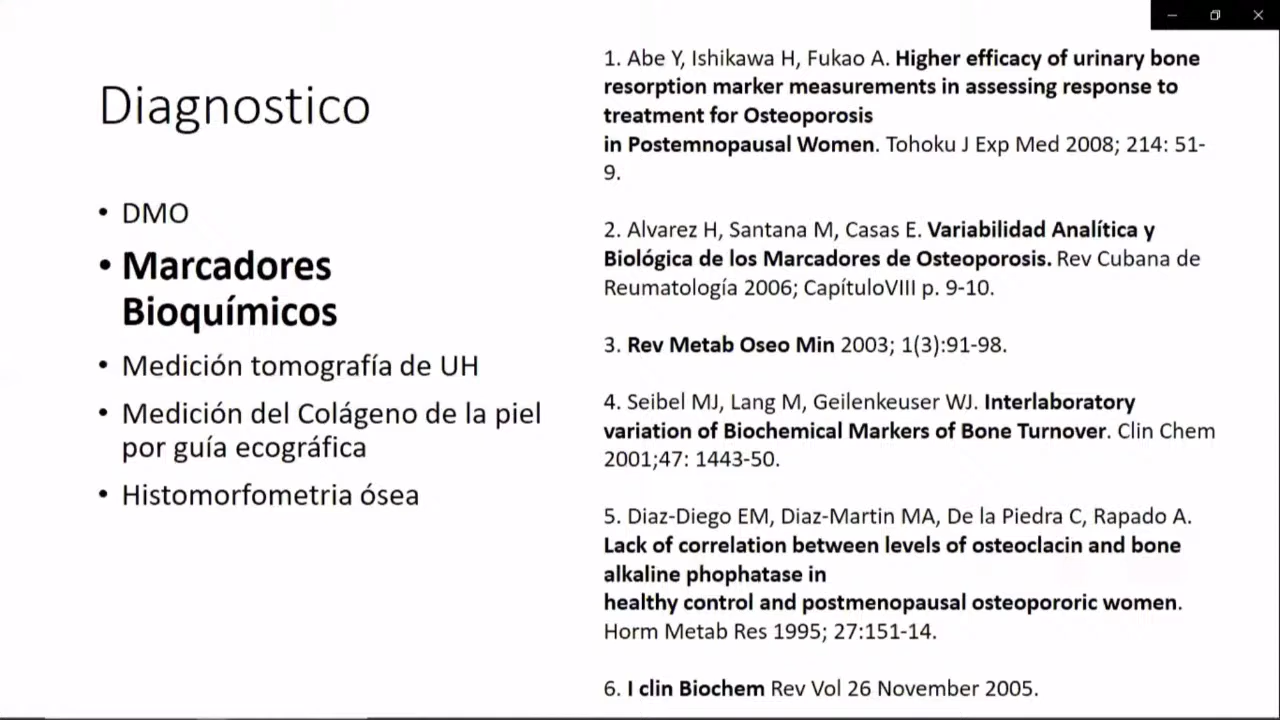 Diagnostico
• DMO
• Marcadores
Bioquímicos
• Medición tomografía de UH
• Medición del Colágeno de la piel
por guía ecográfica
• Histomorfometria ósea
1. Abe Y, Ishikawa H, Fukao A. Higher efficacy of urinary bone
resorption marker measurements in assessing response to
treatment for Osteoporosis
in Postemnopausal Women. Tohoku J Exp Med 2008; 214: 51-
9.
2. Alvarez H, Santana M, Casas E. Variabilidad Analítica y
Biológica de los Marcadores de Osteoporosis. Rev Cubana de
Reumatología 2006; CapítuloVIII p. 9-10.
3. Rev Metab Oseo Min 2003; 1(3):91-98.
4. Seibel MJ, Lang M, Geilenkeuser WJ. Interlaboratory
variation of Biochemical Markers of Bone Turnover. Clin Chem
2001;47: 1443-50.
5. Diaz-Diego EM, Diaz-Martin MA, De la Piedra C, Rapado A.
Lack of correlation between levels of osteoclacin and bone
alkaline phophatase in
healthy control and postmenopausal osteopororic women.
Horm Metab Res 1995; 27:151-14.
6. I clin Biochem Rev Vol 26 November 2005.